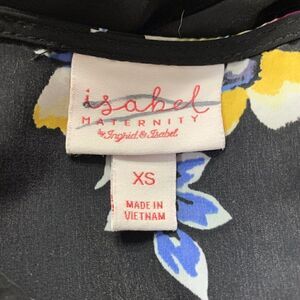 isabel
MATERNITY
by Ingrid & Isabel
XS
MADE IN
VIETNAM